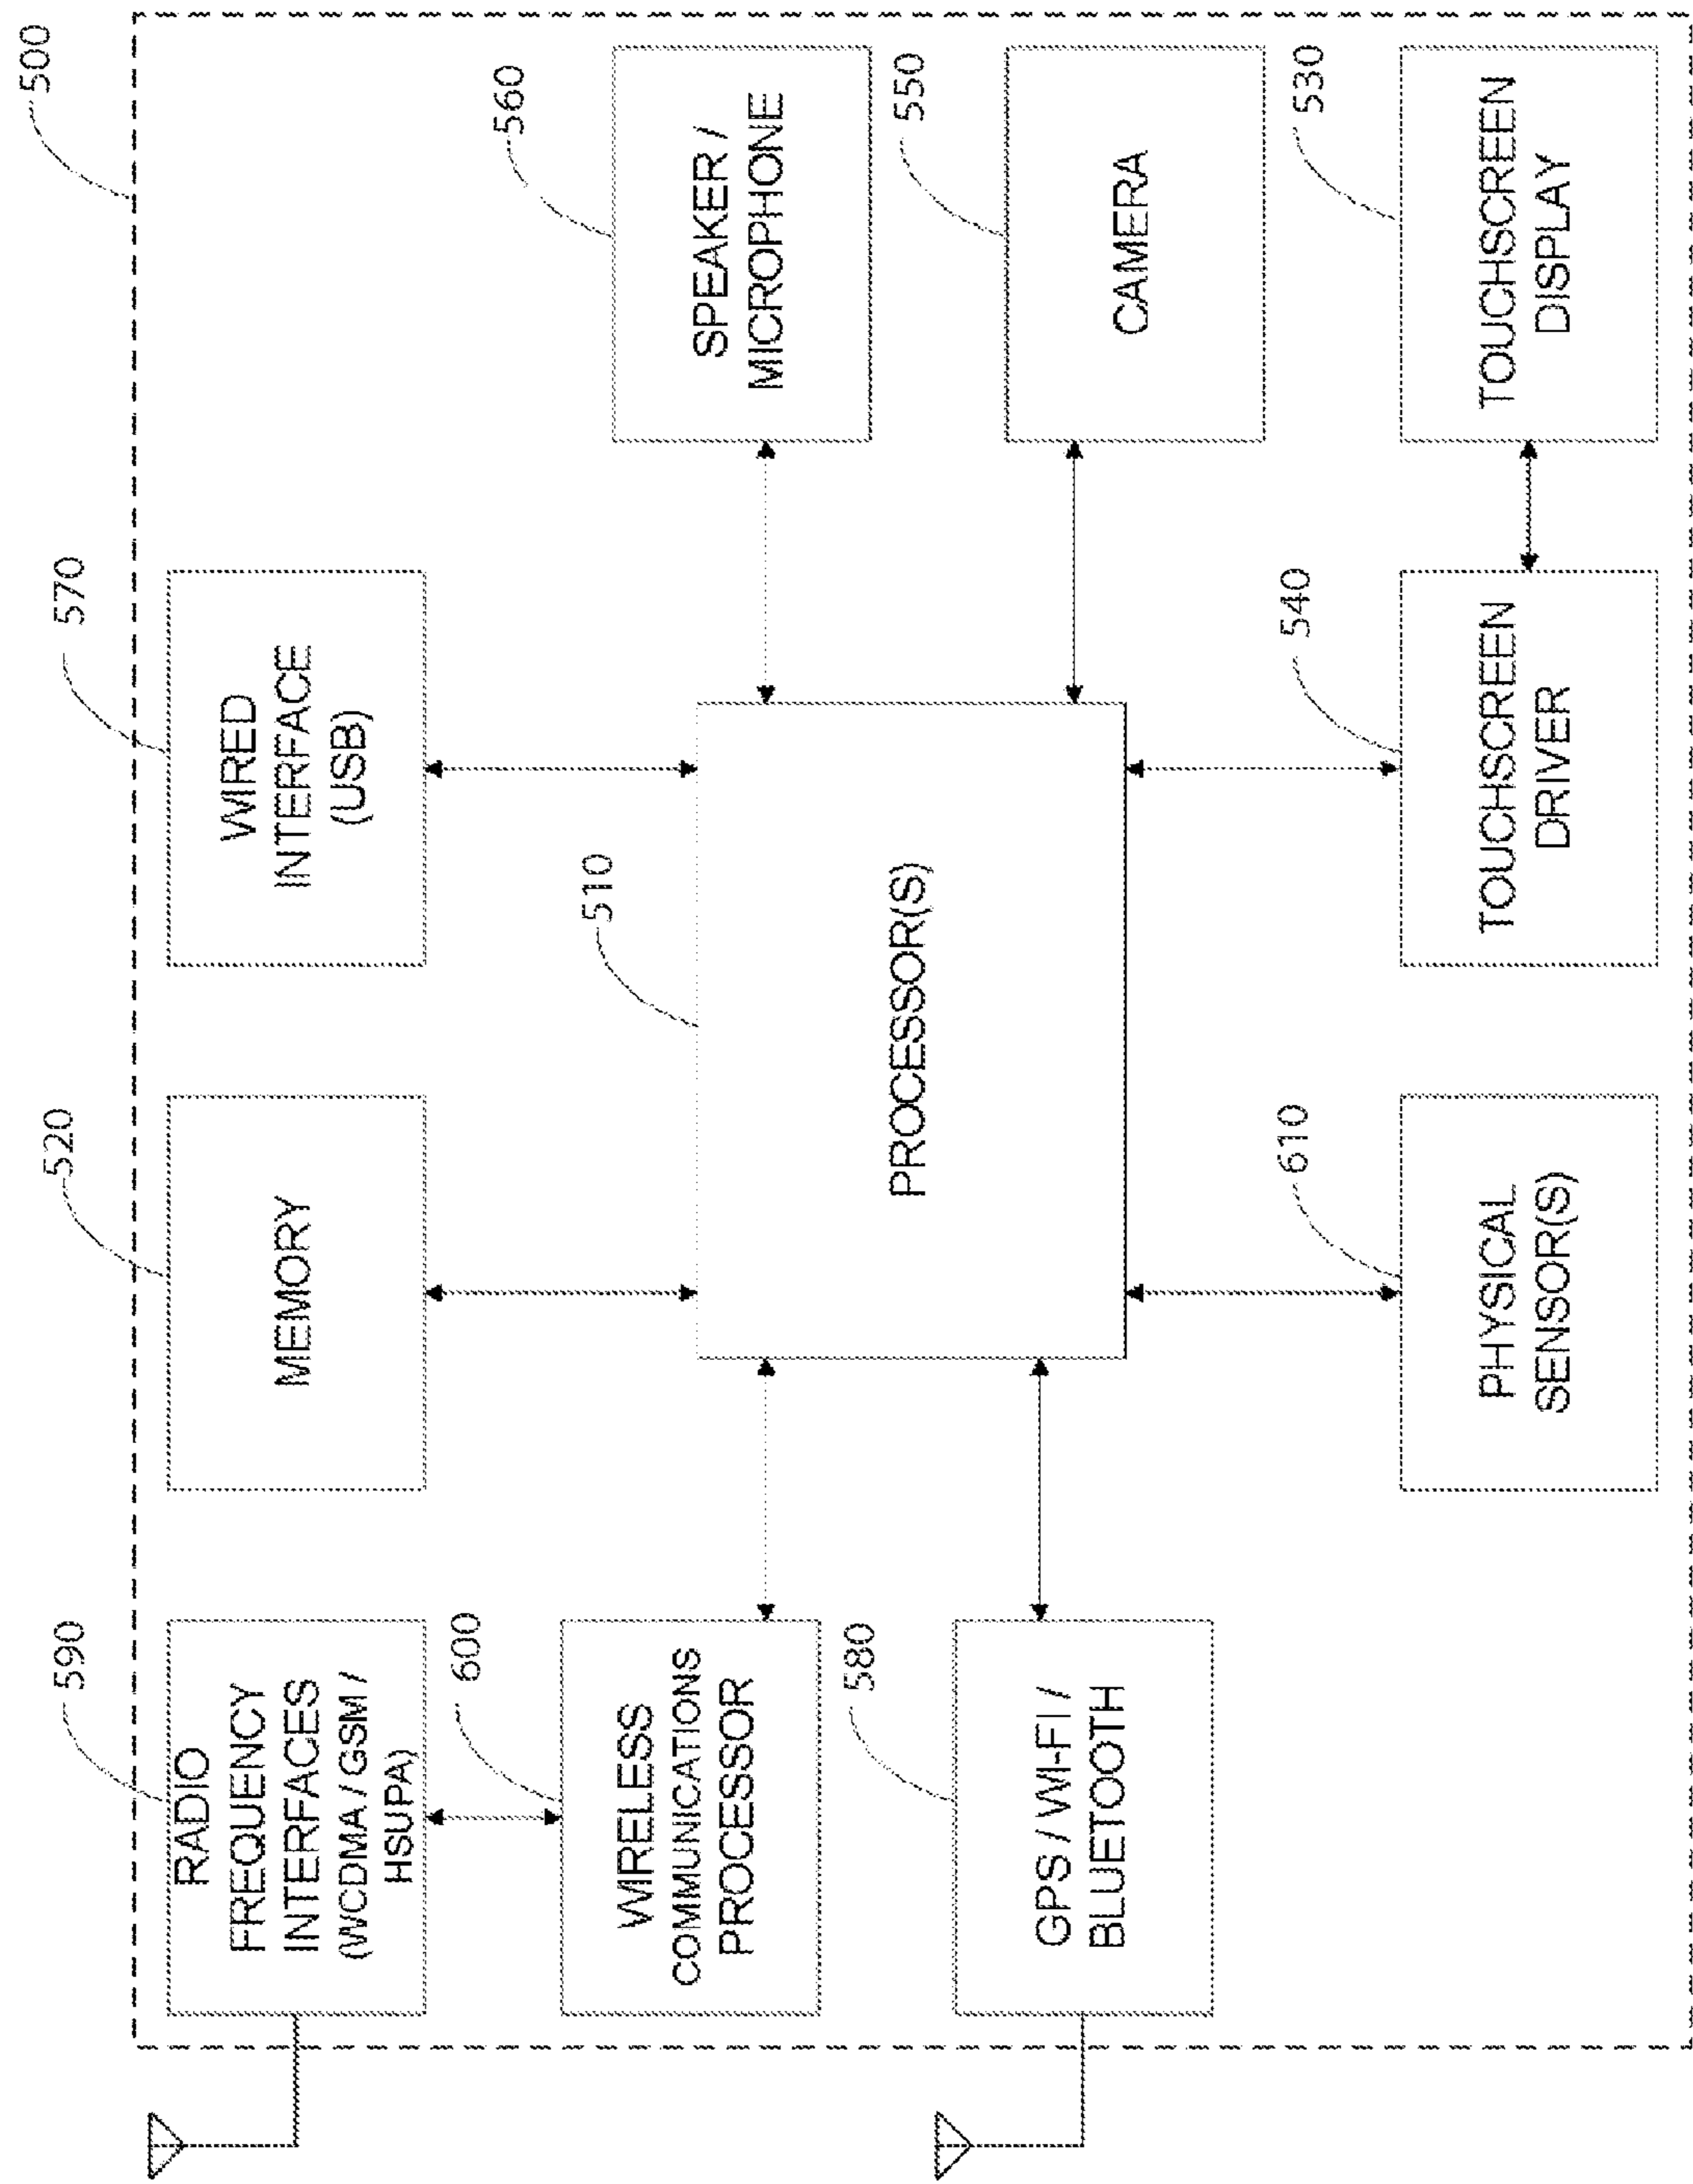 500
590
RADIO
FREQUENCY
INTERFACES
(WCDMA / GSM /
HSUPA)
520
MEMORY
570
WIRED
INTERFACE
(USB)
600
WIRELESS
COMMUNICATIONS
PROCESSOR
510
PROCESSOR(S)
560
SPEAKER /
MICROPHONE
580
GPS / WI-FI /
BLUETOOTH
550
CAMERA
610
PHYSICAL
SENSOR(S)
540
TOUCHSCREEN
DRIVER
530
TOUCHSCREEN
DISPLAY